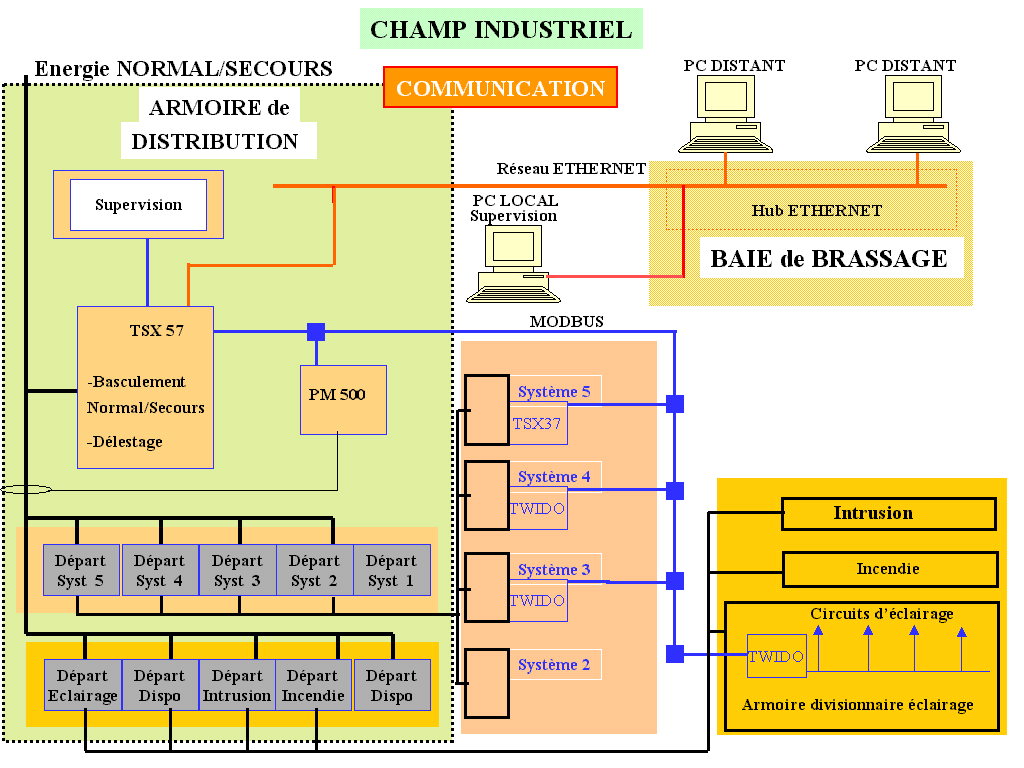 CHAMP INDUSTRIEL
Energie NORMAL/SECOURS
COMMUNICATION
PC DISTANT
PC DISTANT
ARMOIRE de
DISTRIBUTION
Réseau ETHERNET
Supervision
PC LOCAL
Supervision
Hub ETHERNET
BAIE de BRASSAGE
TSX 57
-Basculement
Normal/Secours
-Délestage
MODBUS
PM 500
Système 5
TSX37
Système 4
TWIDO
Système 3
TWIDO
Système 2
Intrusion
Incendie
Circuits d'éclairage
TWIDO
Armoire divisionnaire éclairage
Départ
Syst 5
Départ
Syst 4
Départ
Syst 3
Départ
Syst 2
Départ
Syst 1
Départ
Eclairage
Départ
Dispo
Départ
Intrusion
Départ
Incendie
Départ
Dispo